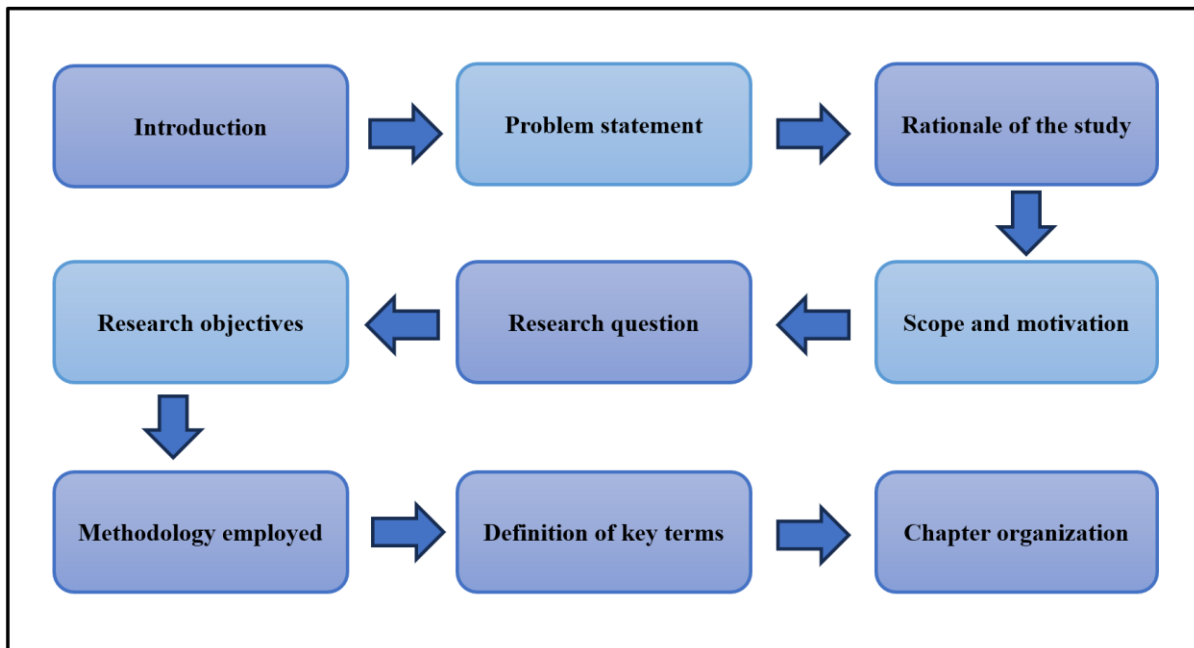 Introduction
Problem statement
Rationale of the study
Scope and motivation
Research question
Research objectives
Methodology employed
Definition of key terms
Chapter organization